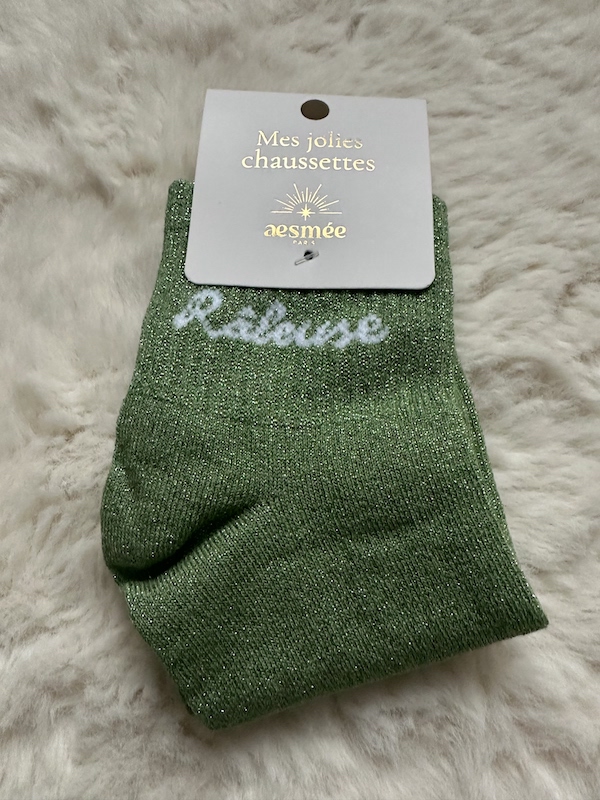 Mes jolies
chaussettes
aesmée
PARIS
Râleuse